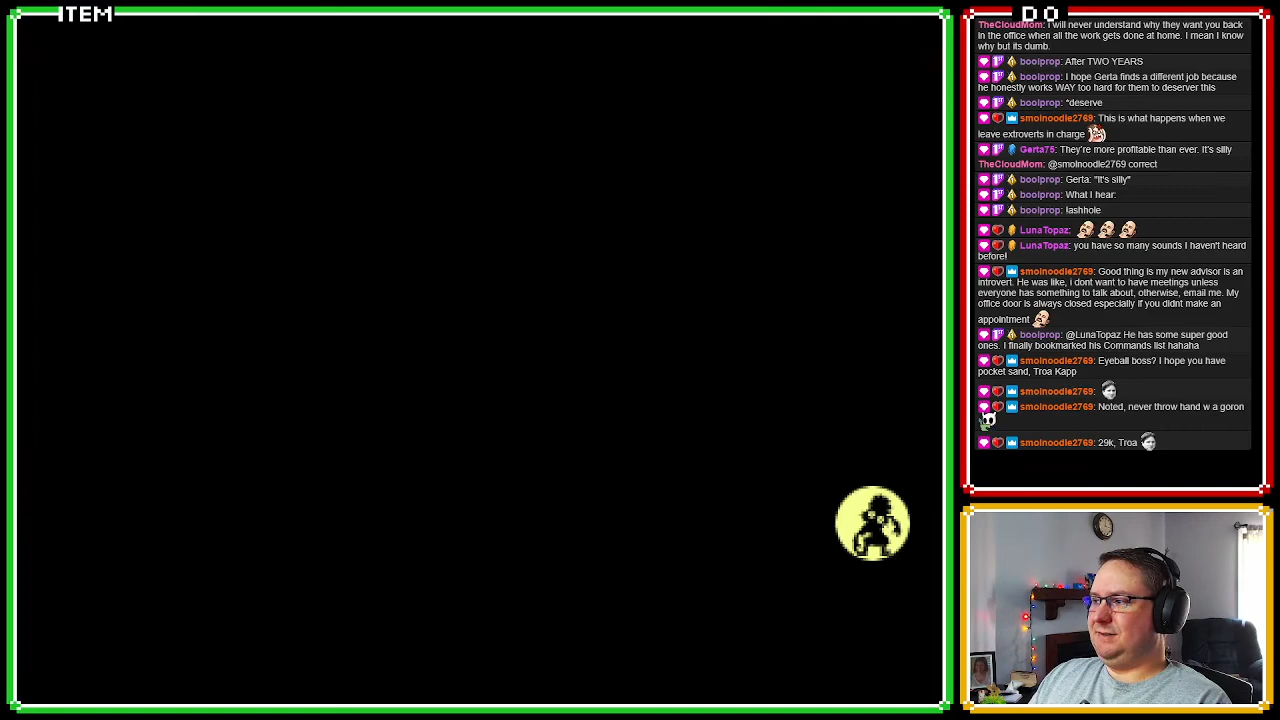 ITEM
DO
TheCloudMom: I will never understand why they want you back
in the office when all the work gets done at home. I mean I know
why but its dumb.
boolprop: After TWO YEARS
boolprop: I hope Gerta finds a different job because
he honestly works WAY too hard for them to deserver this
boolprop: *deserve
smolnoodle2769: This is what happens when we
leave extroverts in charge
Gerta75: They're more profitable than ever. It's silly
TheCloudMom: @smolnoodle2769 correct
boolprop: Gerta: "It's silly"
boolprop: What I hear:
boolprop: !ashhole
LunaTopaz:
LunaTopaz: you have so many sounds I haven't heard
before!
smolnoodle2769: Good thing is my new advisor is an
introvert. He was like, i dont want to have meetings unless
everyone has something to talk about, otherwise, email me. My
office door is always closed especially if you didnt make an
appointment
boolprop: @LunaTopaz He has some super good
ones. I finally bookmarked his Commands list hahaha
smolnoodle2769: Eyeball boss? I hope you have
pocket sand, Troa Kapp
smolnoodle2769:
smolnoodle2769: Noted, never throw hand w a goron
smolnoodle2769: 29k, Troa